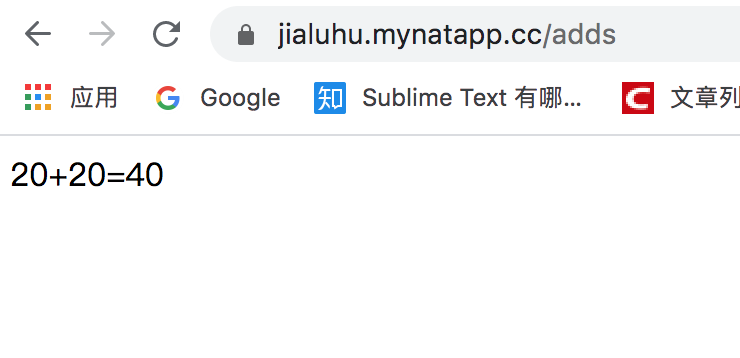 jialuhu.mynatapp.cc/adds
应用 Google 知 Sublime Text 有哪... C 文章列
20+20=40